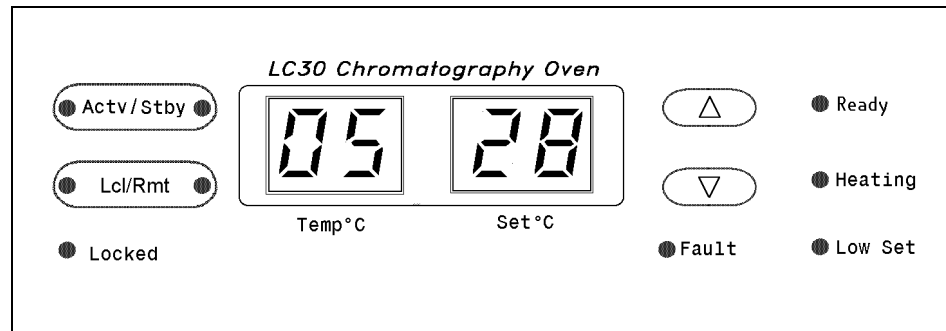 LC30 Chromatography Oven
Actv/Stby
05
28
Ready
Lcl/Rmt
Heating
Temp°C
Set°C
Locked
Fault
Low Set